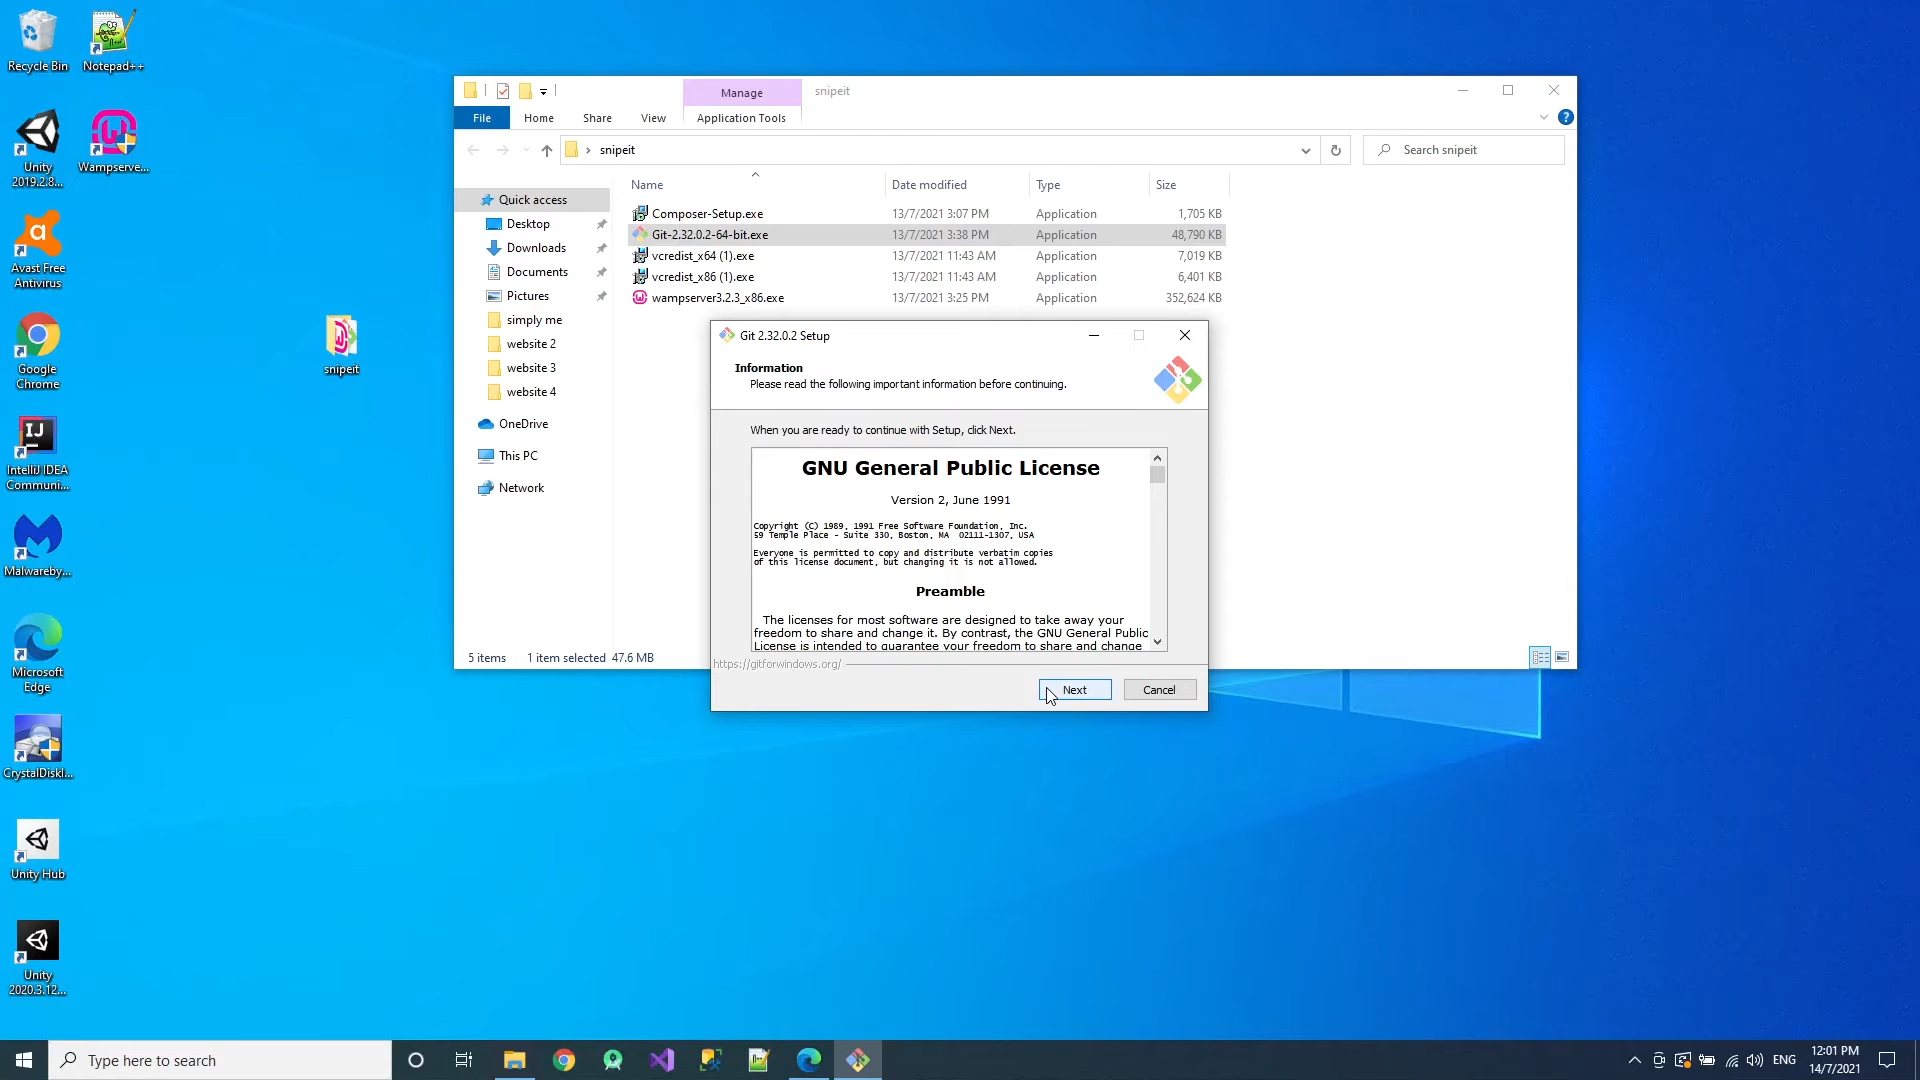 Recycle Bin
Notepad++
Unity
2019.2.8...
Wampserve...
Avast Free
Antivirus
Google
Chrome
IntelliJ IDEA
Communi...
Malwareby...
Microsoft
Edge
CrystalDiskI...
Unity Hub
Unity
2020.3.12...
snipeit
Manage
snipeit
File
Home
Share
View
Application Tools
snipeit
Search snipeit
Name
Date modified
Type
Size
Quick access
Desktop
Downloads
Documents
Pictures
simply me
website 2
website 3
website 4
OneDrive
This PC
Network
Composer-Setup.exe 13/7/2021 3:07 PM Application 1,705 KB
Git-2.32.0.2-64-bit.exe 13/7/2021 3:38 PM Application 48,790 KB
vcredist_x64 (1).exe 13/7/2021 11:43 AM Application 7,019 KB
vcredist_x86 (1).exe 13/7/2021 11:43 AM Application 6,401 KB
wampserver3.2.3_x86.exe 13/7/2021 3:25 PM Application 352,624 KB
5 items 1 item selected 47.6 MB
Git 2.32.0.2 Setup
Information
Please read the following important information before continuing.
When you are ready to continue with Setup, click Next.
GNU General Public License
Version 2, June 1991
Copyright (C) 1989, 1991 Free Software Foundation, Inc.
59 Temple Place - Suite 330, Boston, MA 02111-1307, USA
Everyone is permitted to copy and distribute verbatim copies
of this license document, but changing it is not allowed.
Preamble
The licenses for most software are designed to take away your
freedom to share and change it. By contrast, the GNU General Public
License is intended to guarantee your freedom to share and change
https://gitforwindows.org/
Next
Cancel
Type here to search
ENG
12:01 PM
14/7/2021